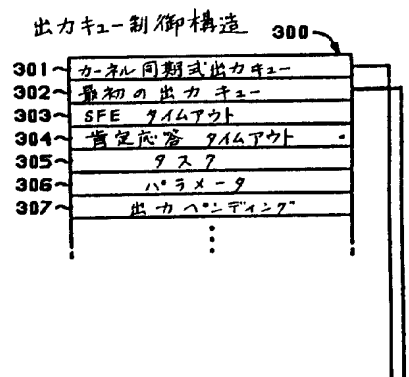 出力キュー制御構造
300
301 カーネル同期式出力キュー
302 最初の出力キュー
303 SFE タイムアウト
304 肯定応答 タイムアウト
305 タスク
306 パラメータ
307 出力ペンディング